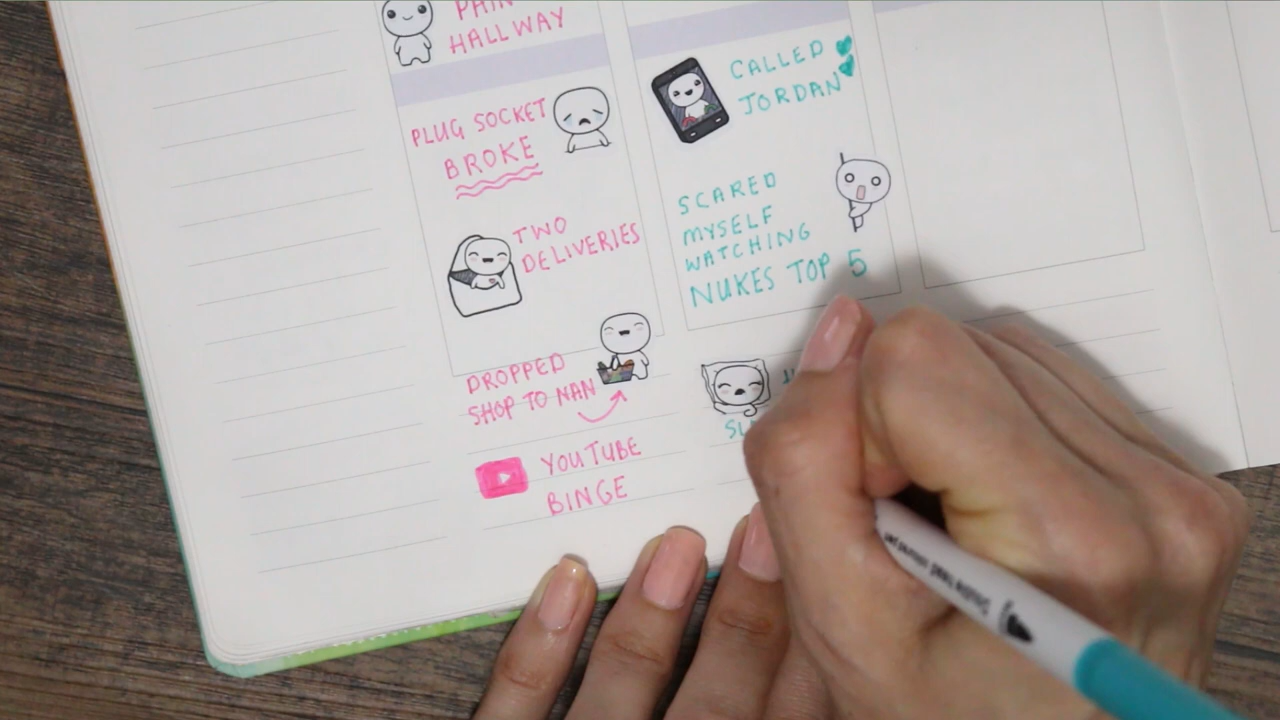 HALLWAY
PLUG SOCKET
BROKE
TWO
DELIVERIES
DROPPED
SHOP TO NAN
YOUTUBE
BINGE
CALLED
JORDAN
SCARED
MYSELF
WATCHING
NUKES TOP 5